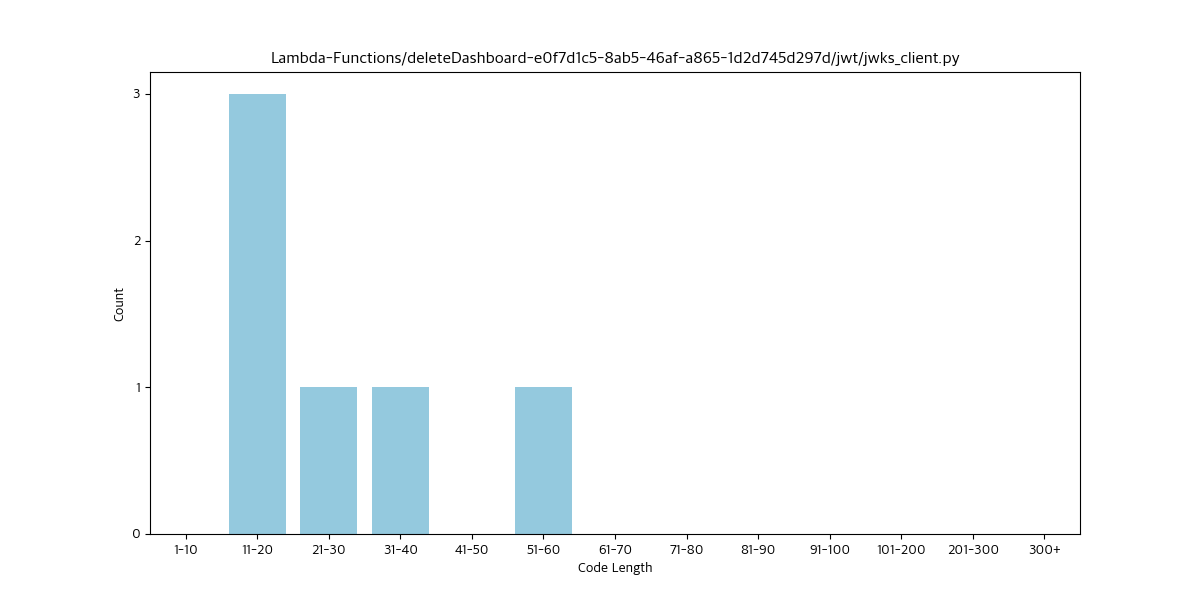 Lambda-Functions/deleteDashboard-e0f7d1c5-8ab5-46af-a865-1d2d745d297d/jwt/jwks_client.py
3
2
1
0
Count
1-10 11-20 21-30 31-40 41-50 51-60 61-70 71-80 81-90 91-100 101-200 201-300 300+
Code Length